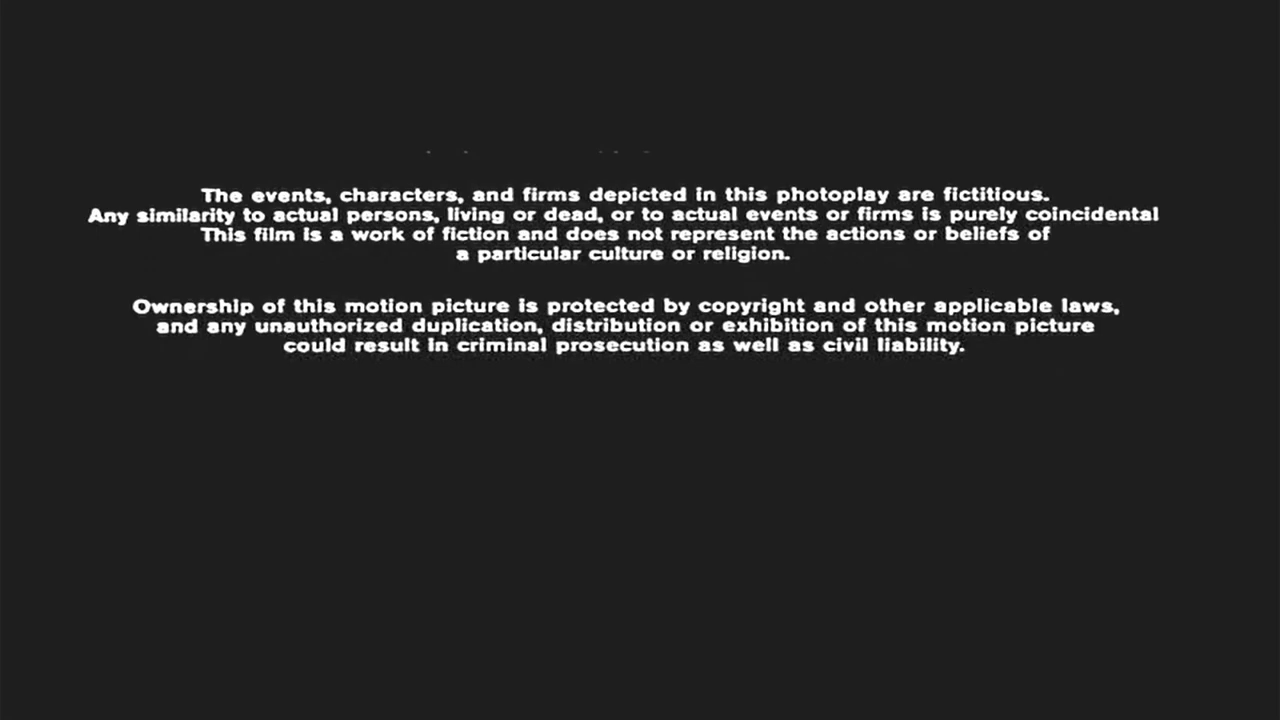 The events, characters, and firms depicted in this photoplay are fictitious.
Any similarity to actual persons, living or dead, or to actual events or firms is purely coincidental
This film is a work of fiction and does not represent the actions or beliefs of
a particular culture or religion.
Ownership of this motion picture is protected by copyright and other applicable laws,
and any unauthorized duplication, distribution or exhibition of this motion picture
could result in criminal prosecution as well as civil liability.